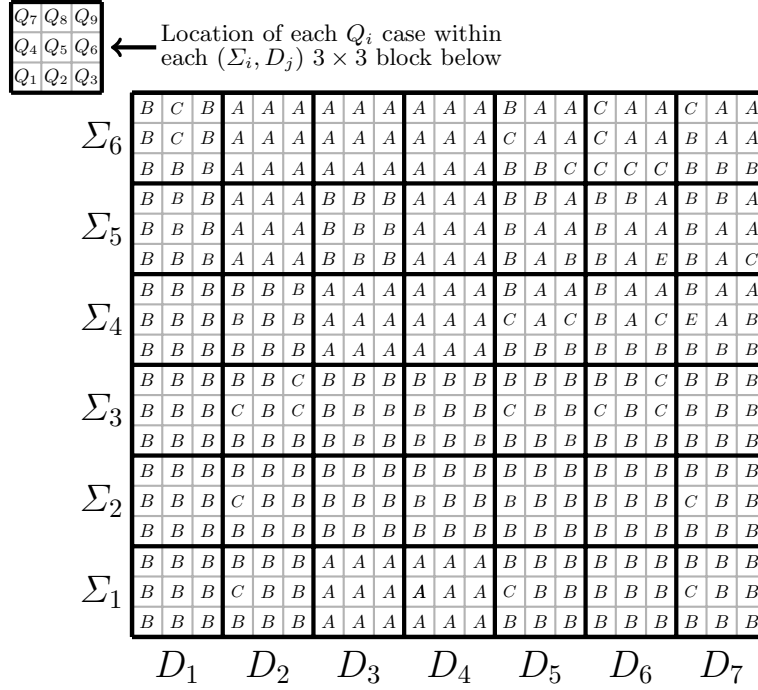 Q₇ Q₈ Q₉
Q₄ Q₅ Q₆
Q₁ Q₂ Q₃
Location of each Qᵢ case within
each (Σᵢ, Dⱼ) 3 × 3 block below
B C B A A A A A A A A A B A A C A A C A A
Σ₆ B C B A A A A A A A A A C A A C A A B A A
B B B A A A A A A A A A B B C C C C B B B
B B B A A A B B B A A A B B A B B A B B A
Σ₅ B B B A A A B B B A A A B A A B A A B A A
B B B A A A B B B A A A B A B B A E B A C
B B B B B B A A A A A A B A A B A A B A A
Σ₄ B B B B B B A A A A A A C A C B A C E A B
B B B B B B A A A A A A B B B B B B B B B
B B B B B C B B B B B B B B B B B C B B B
Σ₃ B B B C B C B B B B B B C B B C B C B B B
B B B B B B B B B B B B B B B B B B B B B
B B B B B B B B B B B B B B B B B B B B B
Σ₂ B B B C B B B B B B B B B B B B B B C B B
B B B B B B B B B B B B B B B B B B B B B
B B B B B B A A A A A A B B B B B B B B B
Σ₁ B B B C B B A A A A A A C B B B B B C B B
B B B B B B A A A A A A B B B B B B B B B
D₁ D₂ D₃ D₄ D₅ D₆ D₇